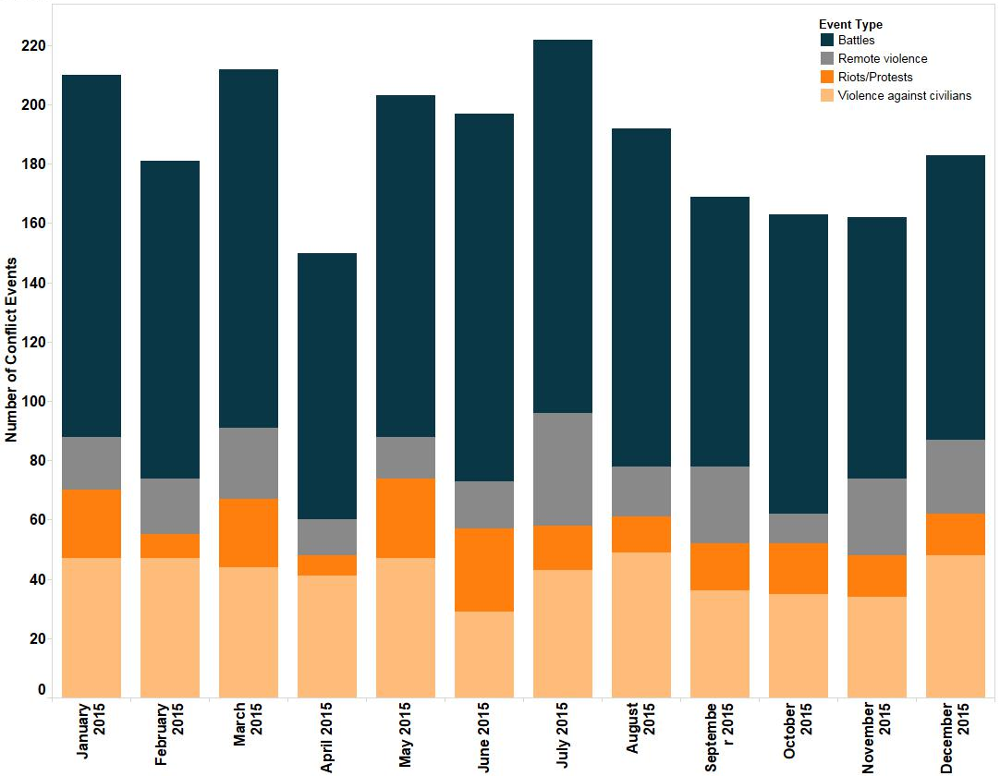 Event Type
Battles
Remote violence
Riots/Protests
Violence against civilians
Number of Conflict Events
220
200
180
160
140
120
100
80
60
40
20
0
January
2015
February
2015
March
2015
April 2015
May 2015
June 2015
July 2015
August
2015
Septembe
r 2015
October
2015
November
2015
December
2015